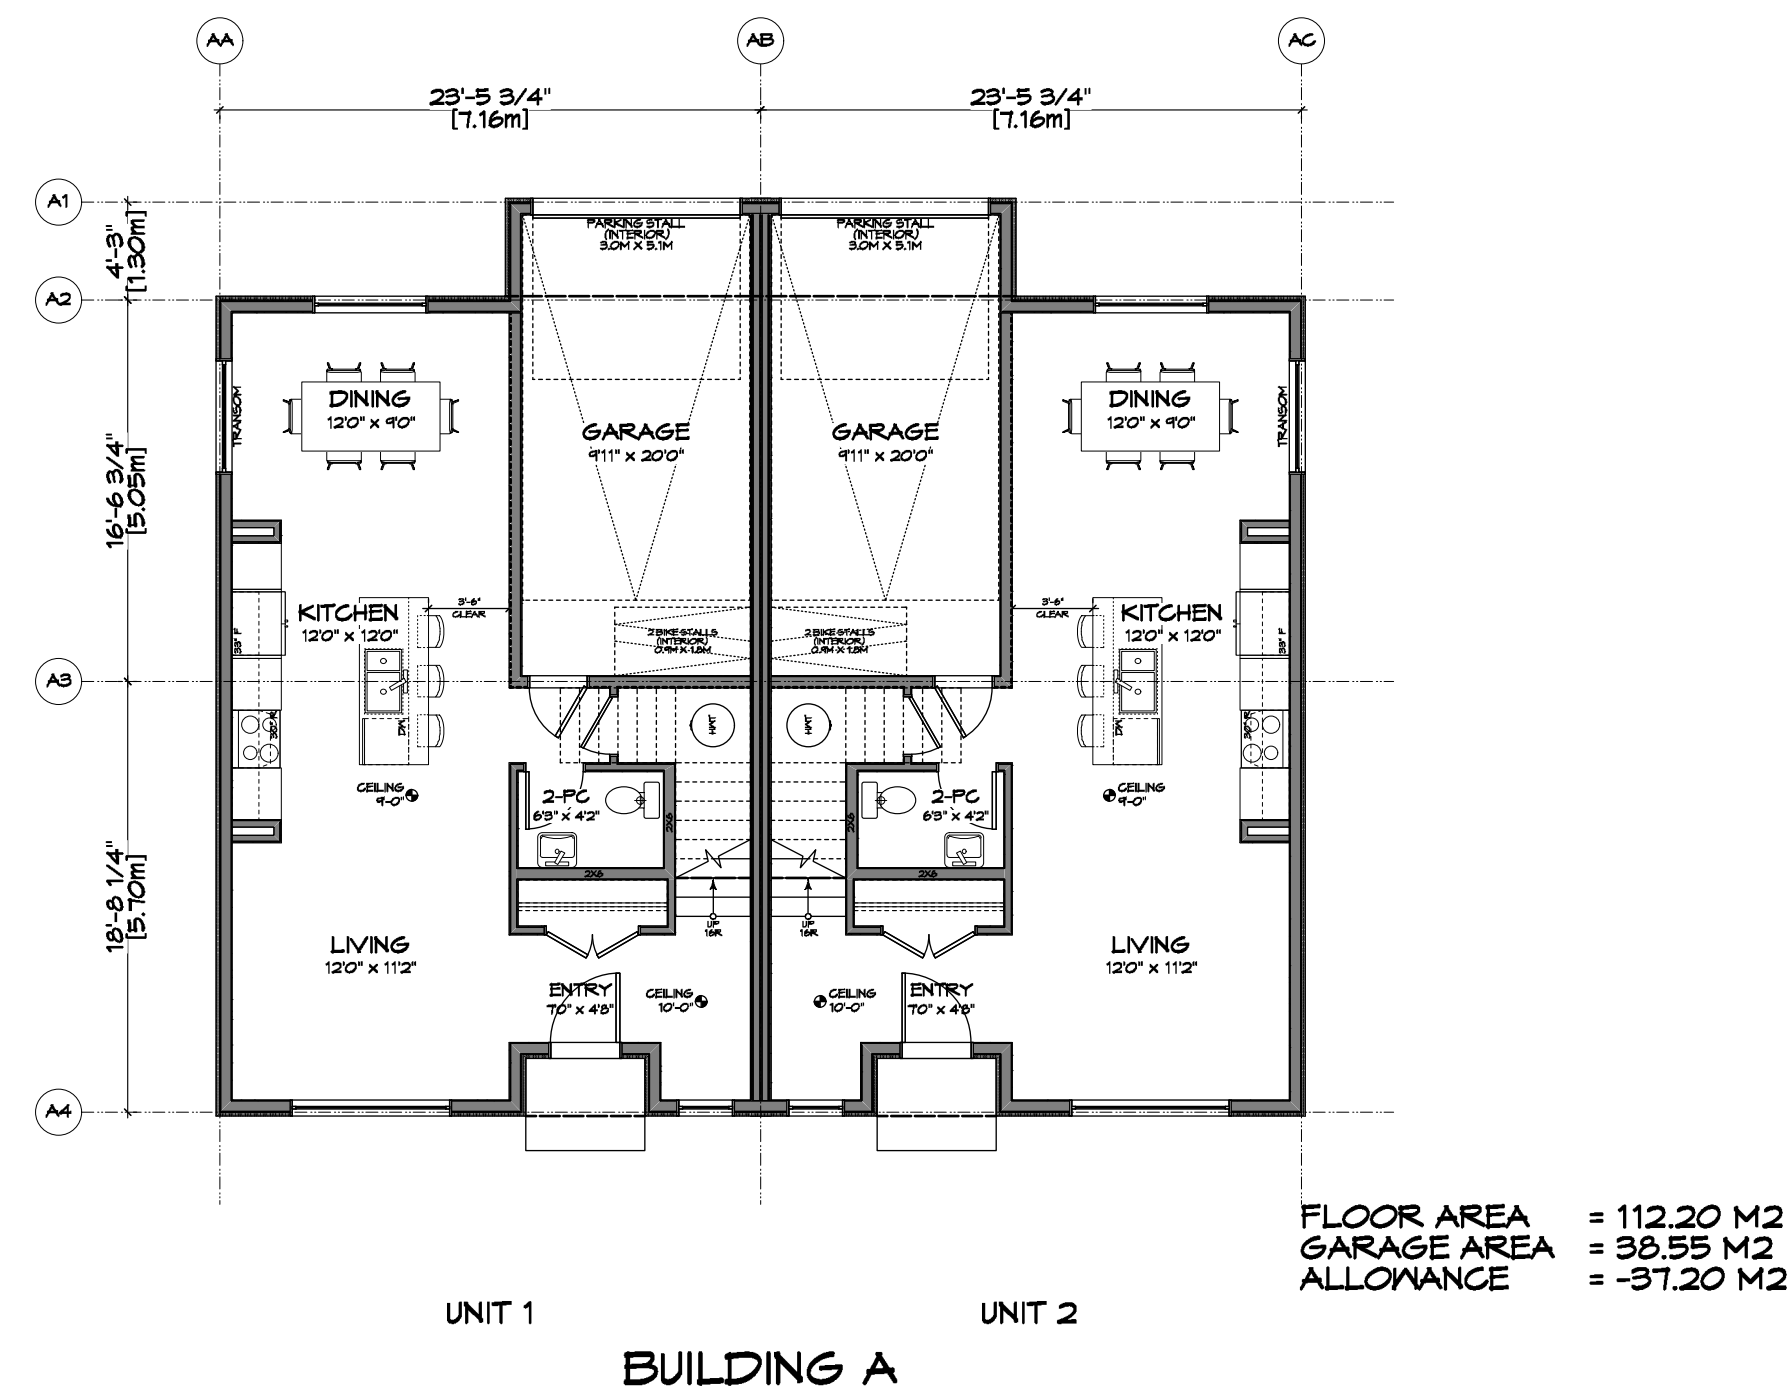 AA
AB
AC
23'-5 3/4"
[7.16m]
23'-5 3/4"
[7.16m]
A1
4'-3"
[1.30m]
A2
PARKING STALL
(INTERIOR)
3.0M X 5.1M
PARKING STALL
(INTERIOR)
3.0M X 5.1M
TRANSOM
DINING
12'0" x 9'0"
GARAGE
9'11" x 20'0"
GARAGE
9'11" x 20'0"
DINING
12'0" x 9'0"
TRANSOM
16'-6 3/4"
[5.05m]
KITCHEN
12'0" x 12'0"
33" F
3'-6"
CLEAR
2 BIKE STALLS
(INTERIOR)
0.9M X 1.8M
2 BIKE STALLS
(INTERIOR)
0.9M X 1.8M
3'-6"
CLEAR
KITCHEN
12'0" x 12'0"
33" F
A3
30" R
DW
HWT
HWT
DW
30" R
CEILING
9'-0"
2-PC
6'3" x 4'2"
2X6
2X6
2X6
2-PC
6'3" x 4'2"
2X6
CEILING
9'-0"
18'-8 1/4"
[5.70m]
UP
16R
UP
16R
LIVING
12'0" x 11'2"
LIVING
12'0" x 11'2"
ENTRY
7'0" x 4'8"
CEILING
10'-0"
CEILING
10'-0"
ENTRY
7'0" x 4'8"
A4
FLOOR AREA = 112.20 M2
GARAGE AREA = 38.55 M2
ALLOWANCE = -37.20 M2
UNIT 1
UNIT 2
BUILDING A